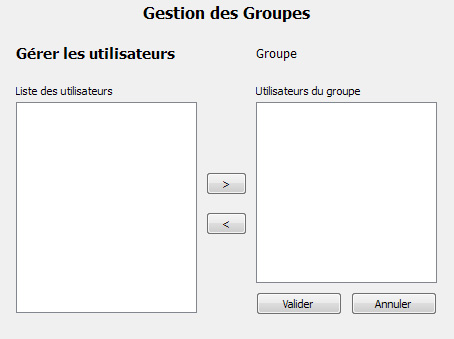 Gestion des Groupes
Gérer les utilisateurs
Groupe
Liste des utilisateurs
Utilisateurs du groupe
>
<
Valider
Annuler